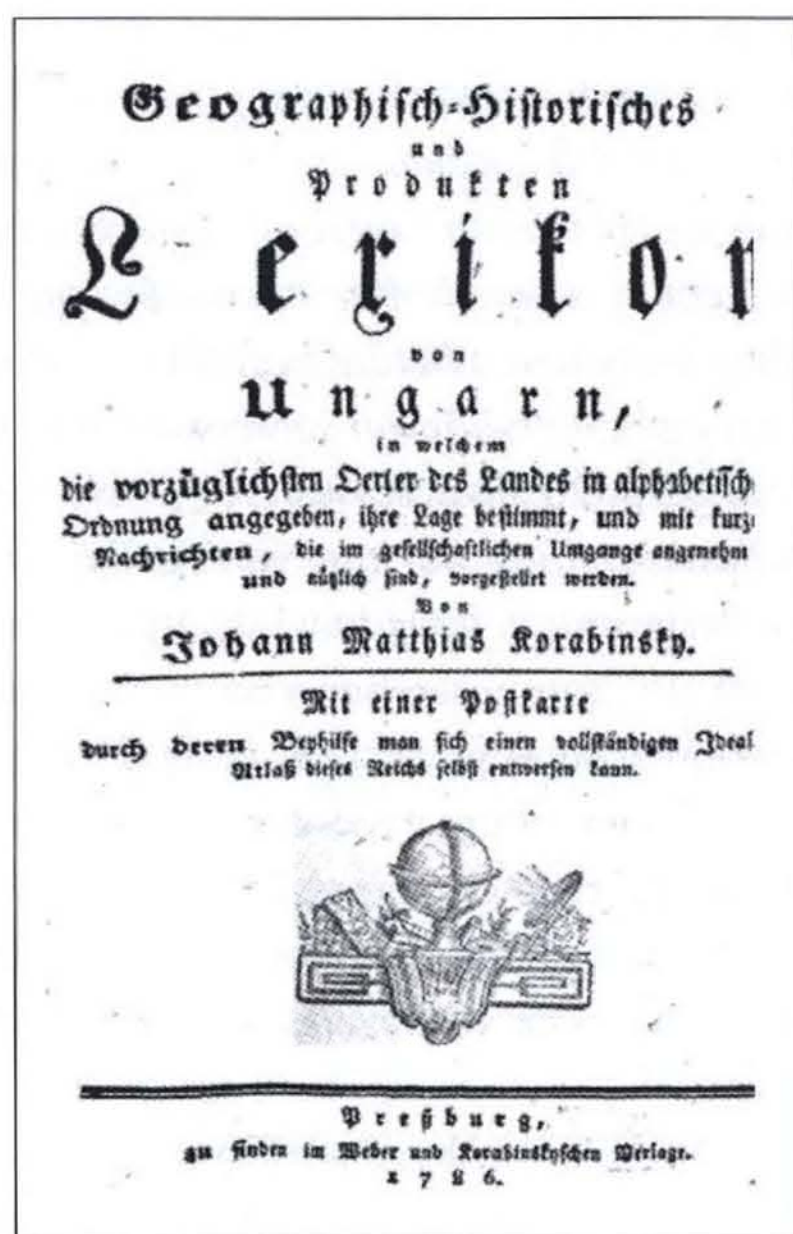 Geographisch-Historisches
und
Produkten
Lexikon
von
Ungarn,
in welchem
die vorzüglichsten Oerter des Landes in alphabetisch
Ordnung angegeben, ihre Lage bestimmt, und mit kurz
Nachrichten, die im gesellschaftlichen Umgange angenehm
und nützlich sind, vorgestellet werden.
Von
Johann Matthias Korabinsky.
Mit einer Postkarte
durch deren Beyhilfe man sich einen vollständigen Ideal
Atlaß dieses Reichs selbst entwerfen kann.
Preßburg,
zu finden im Weber und Korabinskyschen Verlage.
1786.